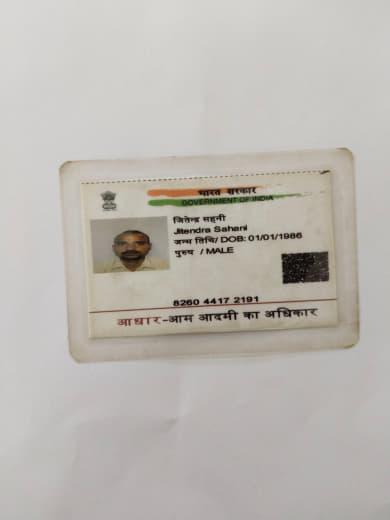 भारत सरकार
GOVERNMENT OF INDIA
जितेन्द्र सहनी
Jitendra Sahani
जन्म तिथि/ DOB: 01/01/1986
पुरुष / MALE
8260 4417 2191
आधार-आम आदमी का अधिकार